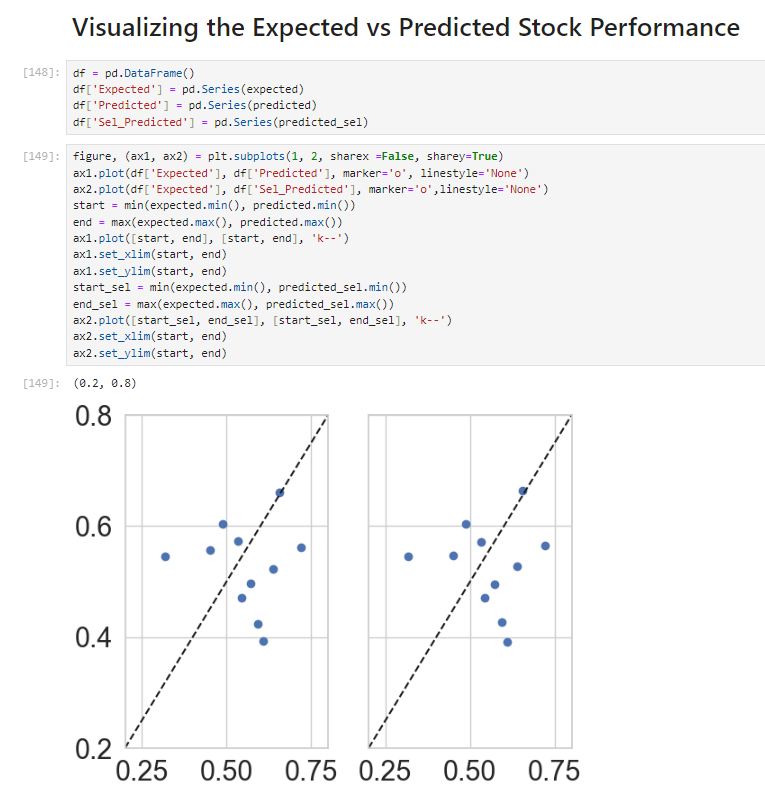 Visualizing the Expected vs Predicted Stock Performance
[148]: df = pd.DataFrame()
df['Expected'] = pd.Series(expected)
df['Predicted'] = pd.Series(predicted)
df['Sel_Predicted'] = pd.Series(predicted_sel)
[149]: figure, (ax1, ax2) = plt.subplots(1, 2, sharex =False, sharey=True)
ax1.plot(df['Expected'], df['Predicted'], marker='o', linestyle='None')
ax2.plot(df['Expected'], df['Sel_Predicted'], marker='o',linestyle='None')
start = min(expected.min(), predicted.min())
end = max(expected.max(), predicted.max())
ax1.plot([start, end], [start, end], 'k--')
ax1.set_xlim(start, end)
ax1.set_ylim(start, end)
start_sel = min(expected.min(), predicted_sel.min())
end_sel = max(expected.max(), predicted_sel.max())
ax2.plot([start_sel, end_sel], [start_sel, end_sel], 'k--')
ax2.set_xlim(start, end)
ax2.set_ylim(start, end)
[149]: (0.2, 0.8)
0.8
0.6
0.4
0.2
0.25 0.50 0.75 0.25 0.50 0.75